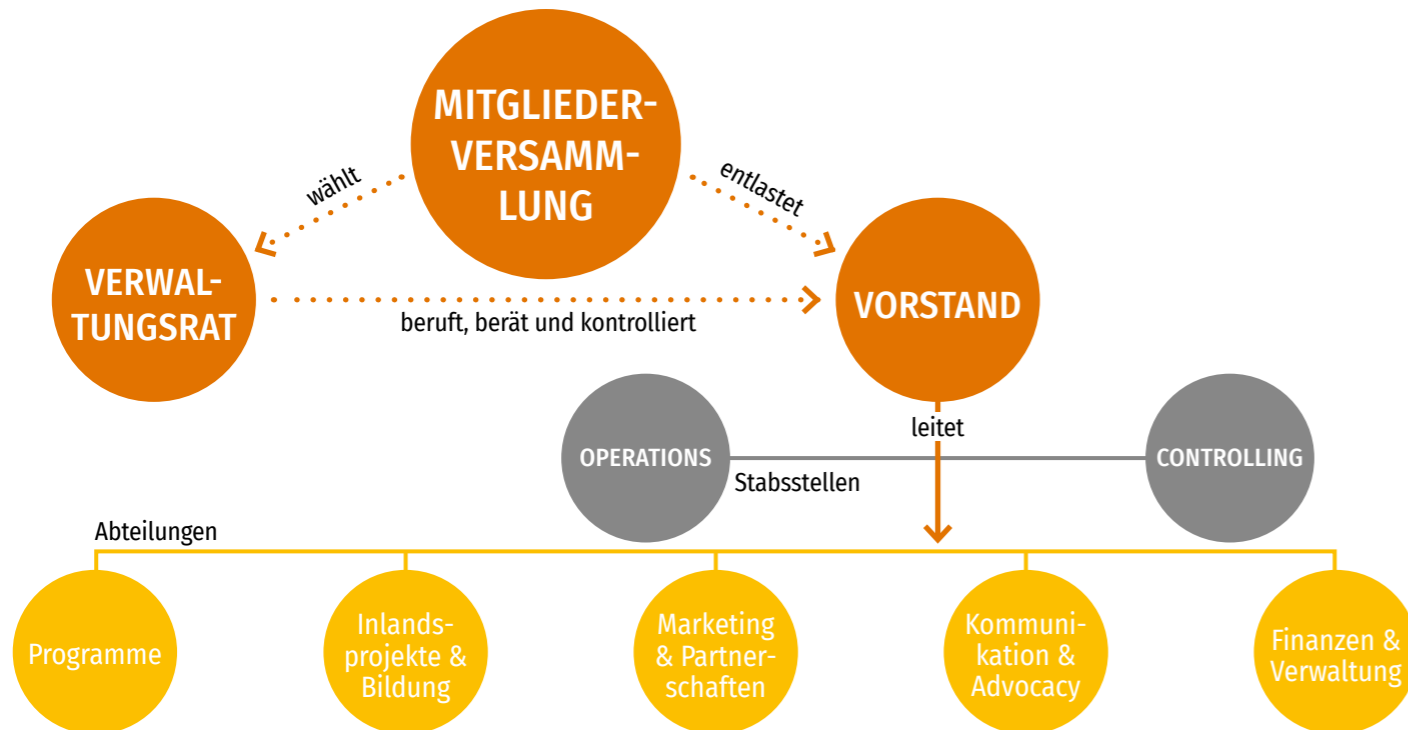 MITGLIEDER-
VERSAMM-
LUNG
wählt
entlastet
VERWAL-
TUNGSRAT
beruft, berät und kontrolliert
VORSTAND
leitet
OPERATIONS
Stabsstellen
CONTROLLING
Abteilungen
Programme
Inlands-
projekte &
Bildung
Marketing
& Partner-
schaften
Kommuni-
kation &
Advocacy
Finanzen &
Verwaltung